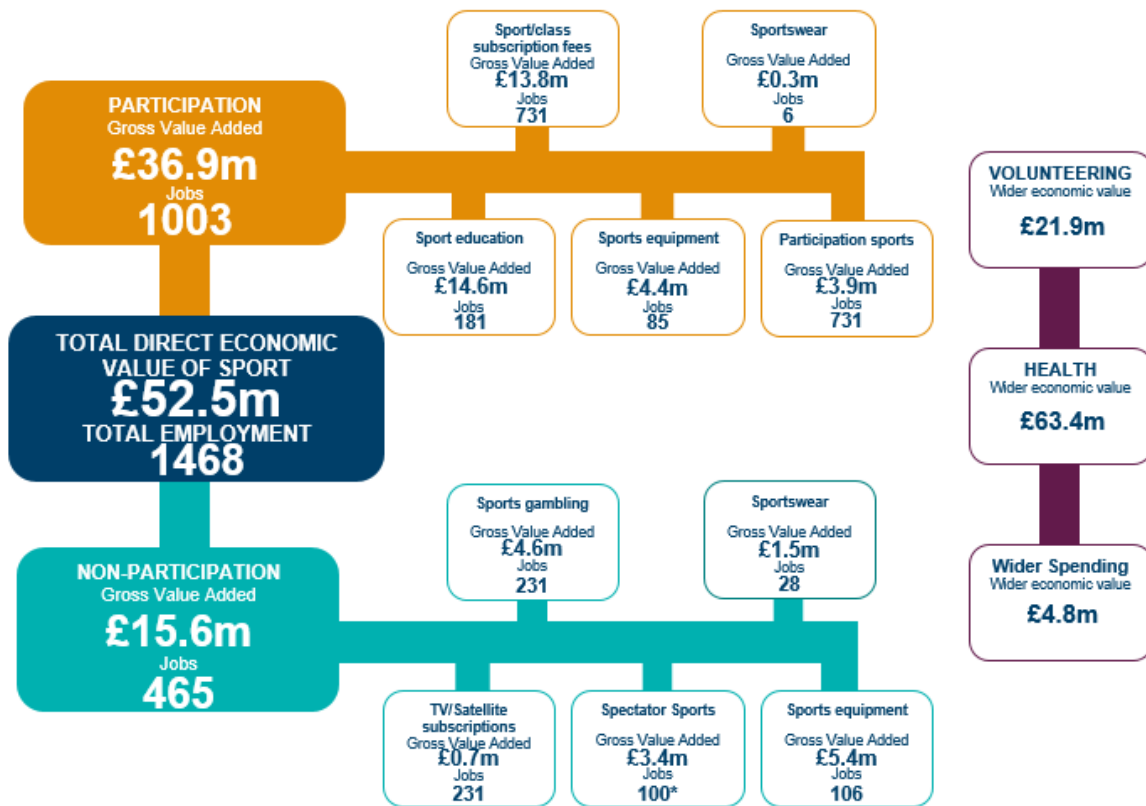 Sport/class
subscription fees
Gross Value Added
£13.8m
Jobs
731
Sportswear
Gross Value Added
£0.3m
Jobs
6
PARTICIPATION
Gross Value Added
£36.9m
Jobs
1003
Sport education
Gross Value Added
£14.6m
Jobs
181
Sports equipment
Gross Value Added
£4.4m
Jobs
85
Participation sports
Gross Value Added
£3.9m
Jobs
731
TOTAL DIRECT ECONOMIC
VALUE OF SPORT
£52.5m
TOTAL EMPLOYMENT
1468
Sports gambling
Gross Value Added
£4.6m
Jobs
231
Sportswear
Gross Value Added
£1.5m
Jobs
28
NON-PARTICIPATION
Gross Value Added
£15.6m
Jobs
465
TV/Satellite
subscriptions
Gross Value Added
£0.7m
Jobs
231
Spectator Sports
Gross Value Added
£3.4m
Jobs
100*
Sports equipment
Gross Value Added
£5.4m
Jobs
106
VOLUNTEERING
Wider economic value
£21.9m
HEALTH
Wider economic value
£63.4m
Wider Spending
Wider economic value
£4.8m